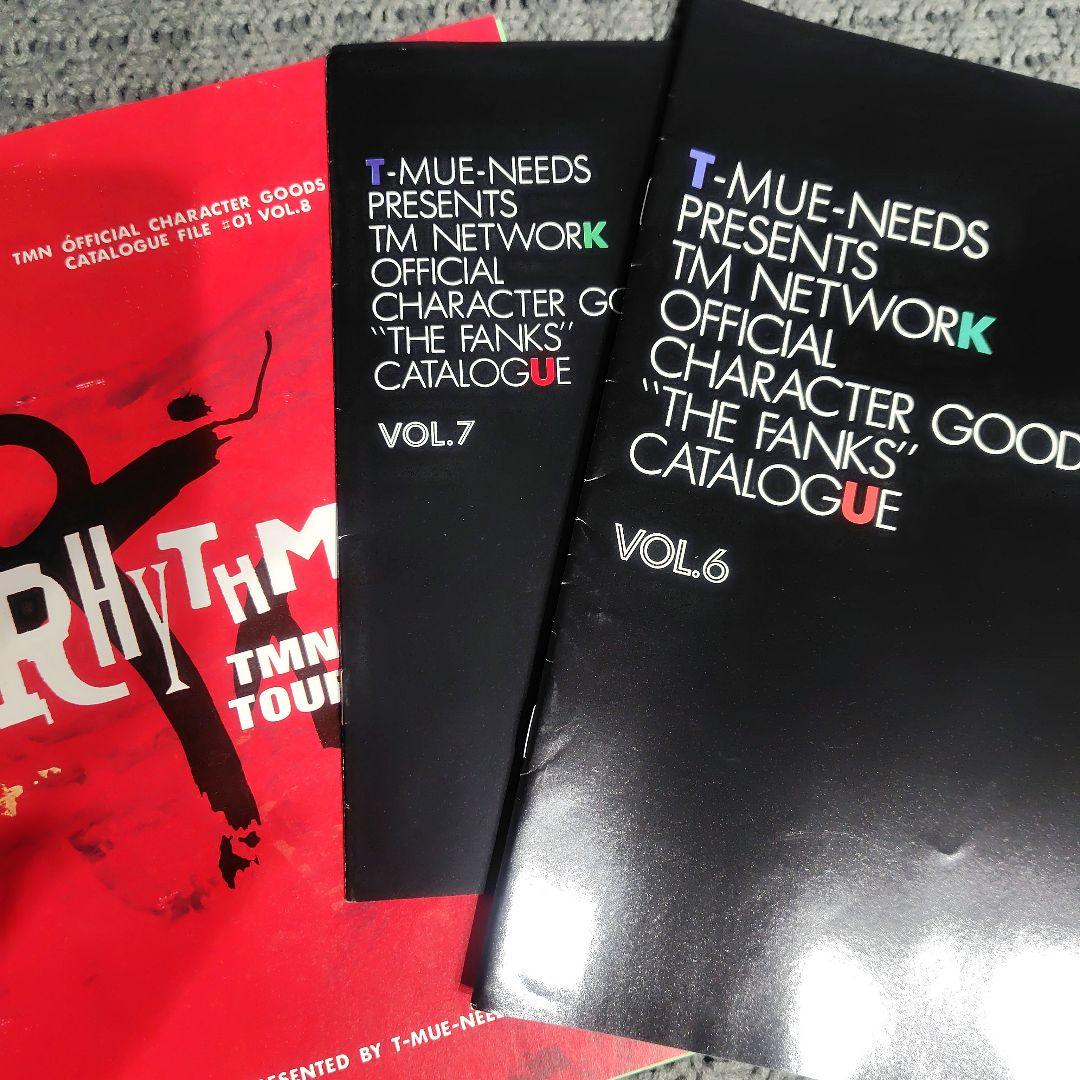 TMN OFFICIAL CHARACTER GOODS
CATALOGUE FILE #01 VOL.8
RHYTHM
TMN
TOUR
PRESENTED BY T-MUE-NEE
T-MUE-NEEDS
PRESENTS
TM NETWORK
OFFICIAL
CHARACTER GO
"THE FANKS"
CATALOGUE
VOL.7
T-MUE-NEEDS
PRESENTS
TM NETWORK
OFFICIAL
CHARACTER GOOD
"THE FANKS"
CATALOGUE
VOL.6